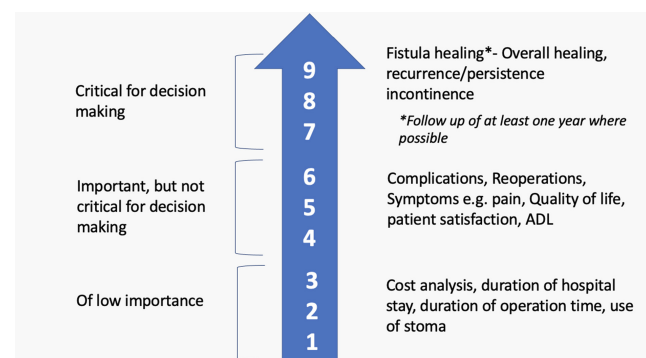 Critical for decision
making
9
8
7
Fistula healing*- Overall healing,
recurrence/persistence
incontinence
*Follow up of at least one year where
possible
Important, but not
critical for decision
making
6
5
4
Complications, Reoperations,
Symptoms e.g. pain, Quality of life,
patient satisfaction, ADL
Of low importance
3
2
1
Cost analysis, duration of hospital
stay, duration of operation time, use
of stoma